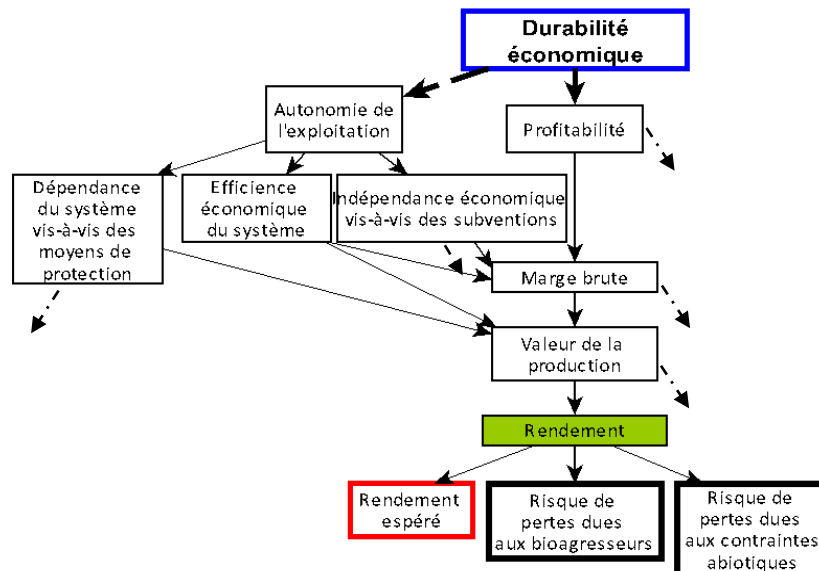 Durabilité
économique
Autonomie de
l'exploitation
Profitabilité
Dépendance
du système
vis-à-vis des
moyens de
protection
Efficience
économique
du système
Indépendance économique
vis-à-vis des subventions
Marge brute
Valeur de la
production
Rendement
Rendement
espéré
Risque de
pertes dues
aux bioagresseurs
Risque de
pertes dues
aux contraintes
abiotiques